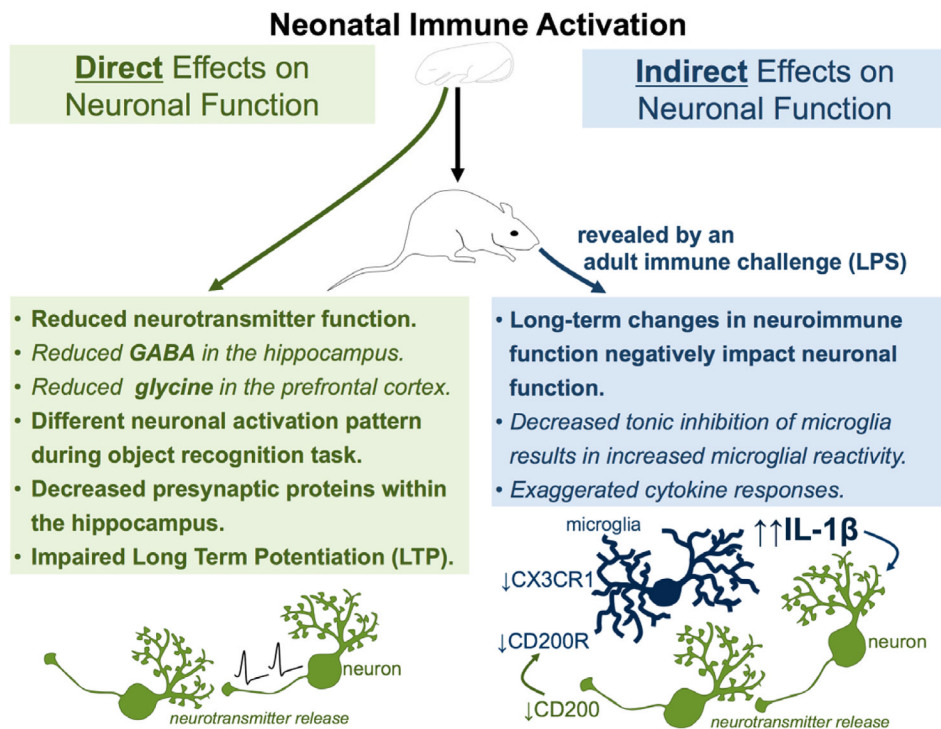 Neonatal Immune Activation
Direct Effects on
Neuronal Function
Indirect Effects on
Neuronal Function
revealed by an
adult immune challenge (LPS)
• Reduced neurotransmitter function.
• Reduced GABA in the hippocampus.
• Reduced glycine in the prefrontal cortex.
• Different neuronal activation pattern
during object recognition task.
• Decreased presynaptic proteins within
the hippocampus.
• Impaired Long Term Potentiation (LTP).
• Long-term changes in neuroimmune
function negatively impact neuronal
function.
• Decreased tonic inhibition of microglia
results in increased microglial reactivity.
• Exaggerated cytokine responses.
neuron
neurotransmitter release
microglia
↑↑IL-1β
↓CX3CR1
↓CD200R
neuron
↓CD200
neurotransmitter release